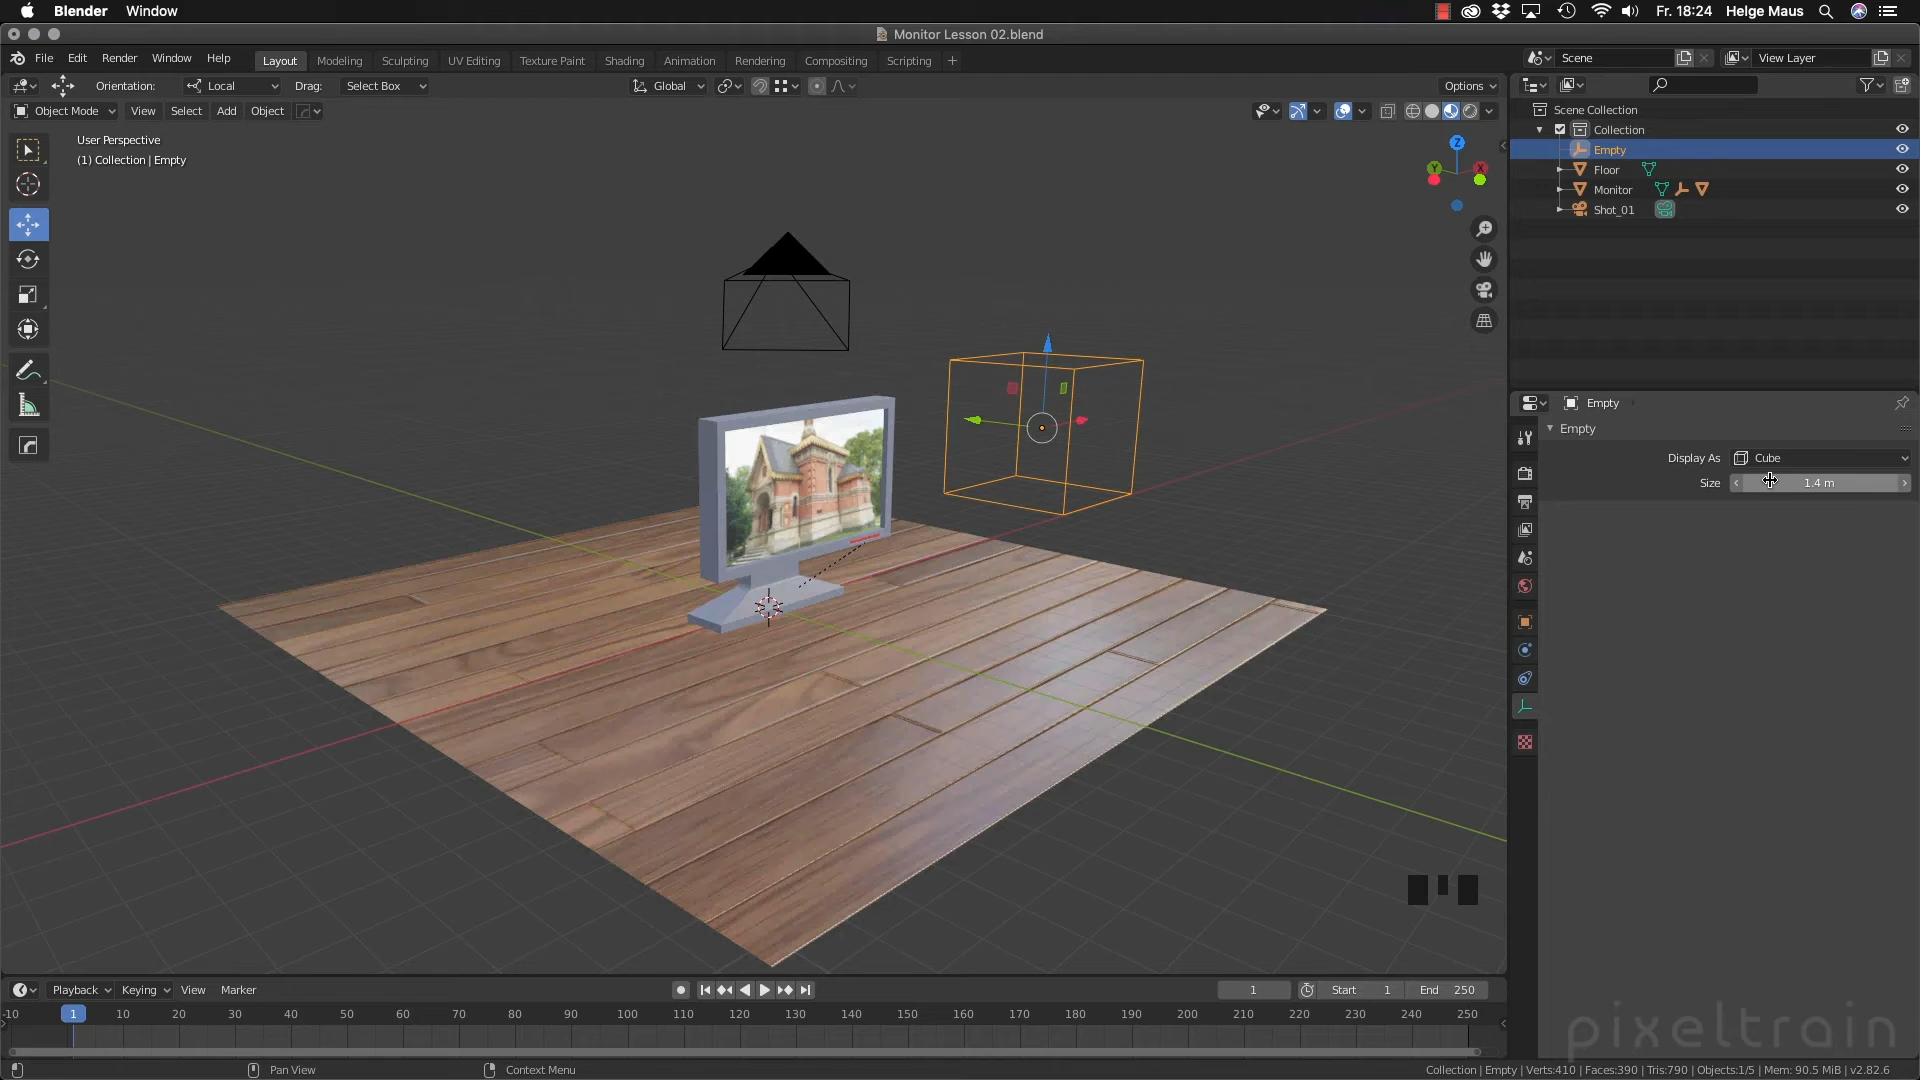 Blender Window Fr. 18:24 Helge Maus
Monitor Lesson 02.blend
File Edit Render Window Help Layout Modeling Sculpting UV Editing Texture Paint Shading Animation Rendering Compositing Scripting + Scene View Layer
Orientation: Local Drag: Select Box Global Options
Object Mode View Select Add Object
User Perspective
(1) Collection | Empty
Z
Y
X
Scene Collection
Collection
Empty
Floor
Monitor
Shot_01
Empty
Empty
Display As Cube
Size 1.4 m
Playback Keying View Marker 1 Start 1 End 250
-10 1 10 20 30 40 50 60 70 80 90 100 110 120 130 140 150 160 170 180 190 200 210 220 230 240 250
pixeltrain
Pan View Context Menu Collection | Empty | Verts:410 | Faces:390 | Tris:790 | Objects:1/5 | Mem: 90.5 MiB | v2.82.6